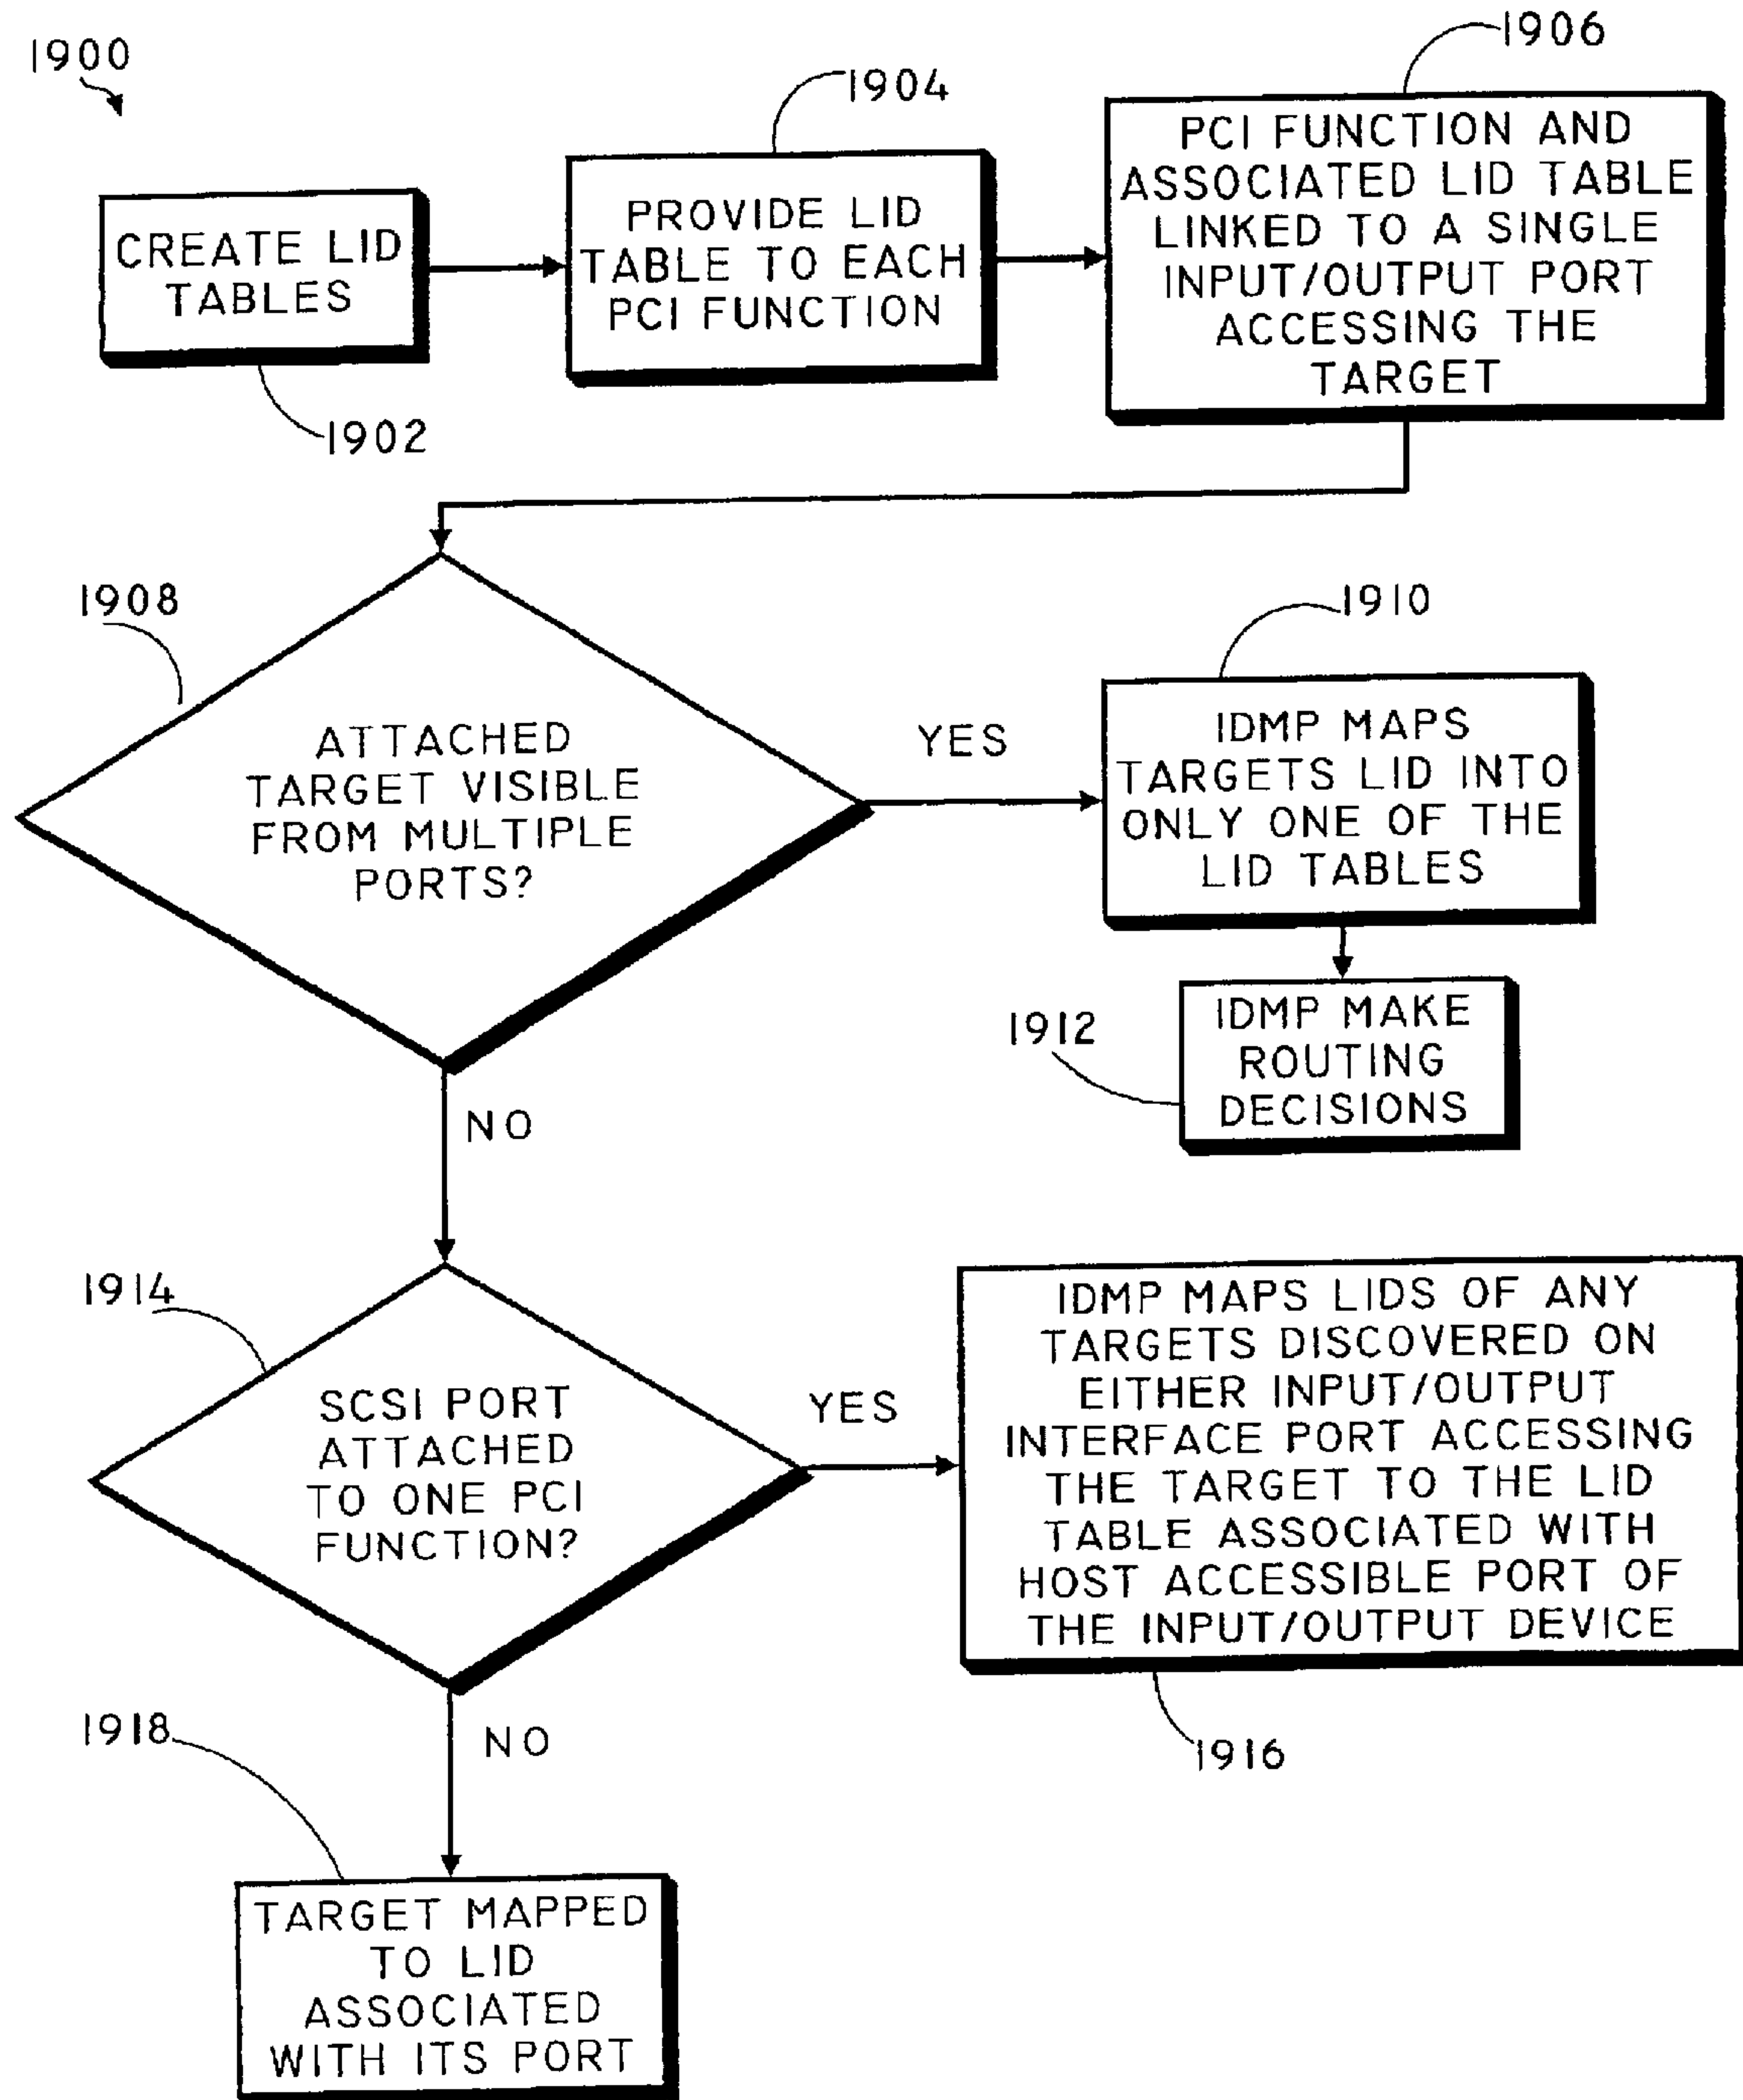 1900
1904
1906
CREATE LID
TABLES
1902
PROVIDE LID
TABLE TO EACH
PCI FUNCTION
PCI FUNCTION AND
ASSOCIATED LID TABLE
LINKED TO A SINGLE
INPUT/OUTPUT PORT
ACCESSING THE
TARGET
1908
ATTACHED
TARGET VISIBLE
FROM MULTIPLE
PORTS?
YES
1910
IDMP MAPS
TARGETS LID INTO
ONLY ONE OF THE
LID TABLES
1912
IDMP MAKE
ROUTING
DECISIONS
NO
1914
SCSI PORT
ATTACHED
TO ONE PCI
FUNCTION?
YES
IDMP MAPS LIDS OF ANY
TARGETS DISCOVERED ON
EITHER INPUT/OUTPUT
INTERFACE PORT ACCESSING
THE TARGET TO THE LID
TABLE ASSOCIATED WITH
HOST ACCESSIBLE PORT OF
THE INPUT/OUTPUT DEVICE
1916
NO
1918
TARGET MAPPED
TO LID
ASSOCIATED
WITH ITS PORT